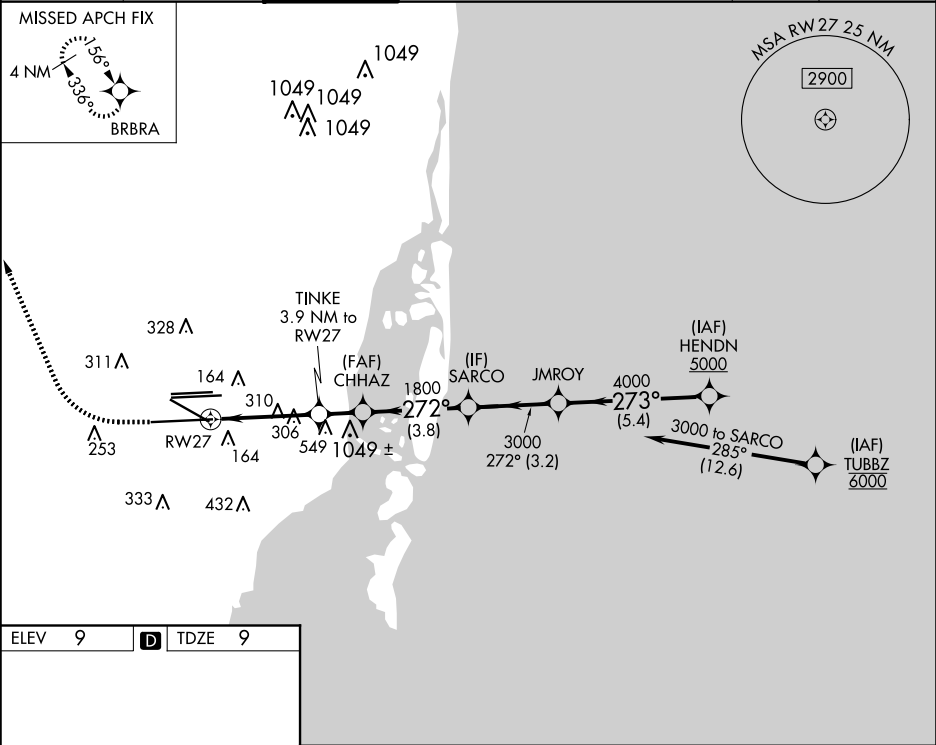 MISSED APCH FIX
4 NM
156°
336°
BRBRA
1049
1049
1049
1049
MSA RW27 25 NM
2900
TINKE
3.9 NM to
RW27
328
311
164
310
(FAF)
CHHAZ
1800
272°
(3.8)
(IF)
SARCO
JMROY
4000
273°
(5.4)
(IAF)
HENDN
5000
253
RW27
164
306
549
1049 ±
3000
272° (3.2)
3000 to SARCO
285°
(12.6)
(IAF)
TUBBZ
6000
333
432
ELEV 9 D TDZE 9